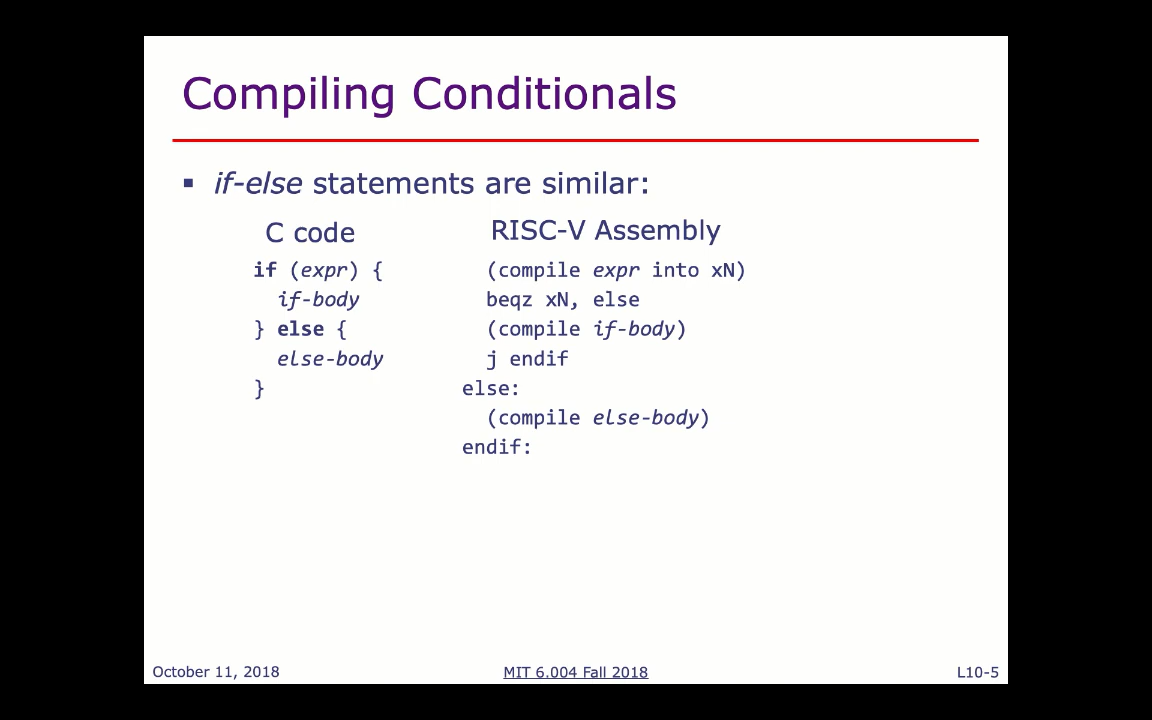 Compiling Conditionals
▪ if-else statements are similar:
C code
if (expr) {
if-body
} else {
else-body
}
RISC-V Assembly
(compile expr into xN)
beqz xN, else
(compile if-body)
j endif
else:
(compile else-body)
endif:
October 11, 2018
MIT 6.004 Fall 2018
L10-5